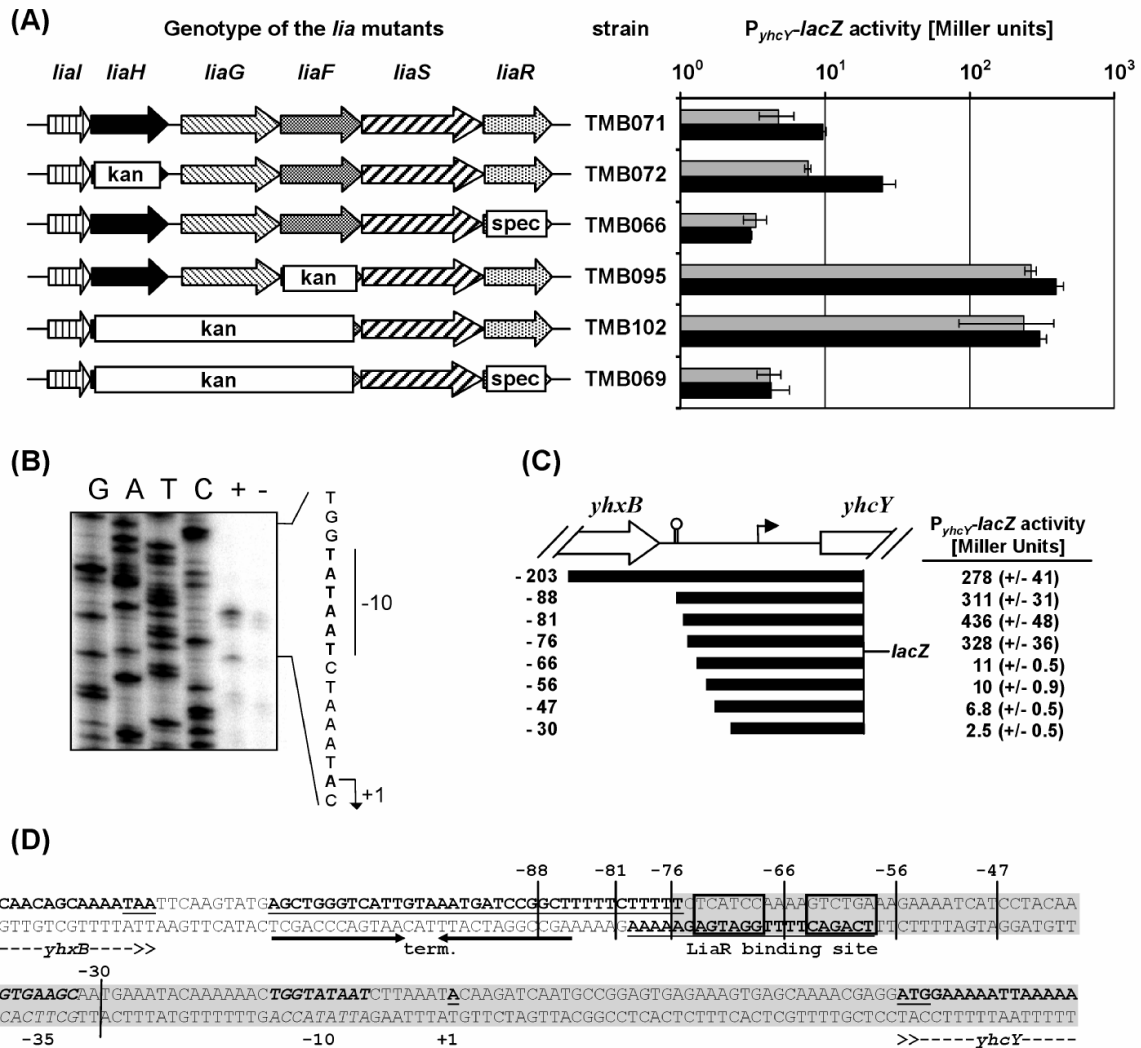 (A)
Genotype of the lia mutants
strain
PyhcY-lacZ activity [Miller units]
liaI liaH liaG liaF liaS liaR
10^0 10^1 10^2 10^3
TMB071
kan TMB072
spec TMB066
kan TMB095
kan TMB102
kan spec TMB069
(B)
G A T C + -
T
G
G
T
A
T
A
A
T
C
T
A
A
A
T
A
C
-10
+1
(C)
yhxB yhcY
PyhcY-lacZ activity
[Miller Units]
- 203 278 (+/- 41)
- 88 311 (+/- 31)
- 81 436 (+/- 48)
- 76 328 (+/- 36)
lacZ
- 66 11 (+/- 0.5)
- 56 10 (+/- 0.9)
- 47 6.8 (+/- 0.5)
- 30 2.5 (+/- 0.5)
(D)
-88 -81 -76 -66 -56 -47
CAACAGCAAAATAATTCAAGTATGAGCTGGGTCATTGTAAATGATCCGGCTTTTTCTTTTTCTCATCCAAAAGTCTGAAAGAAAATCATCCTACAA
GTTGTCGTTTTATTAAGTTCATACTCGACCCAGTAACATTTACTAGGCCGAAAAAGAAAAAGAGTAGGTTTTCAGACTTTCTTTTAGTAGGATGTT
-----yhxB----->> term. LiaR binding site
-30
GTGAAGCAATGAAATACAAAAAACTGGTATAATCTTAAATACAAGATCAATGCCGGAGTGAGAAAGTGAGCAAAACGAGGATGGAAAAATTAAAAA
CACTTCGTTACTTTATGTTTTTTGACCATATTAGAATTTATGTTCTAGTTACGGCCTCACTCTTTCACTCGTTTTGCTCCTACCTTTTTAATTTTT
-35 -10 +1 >>-----yhcY-----